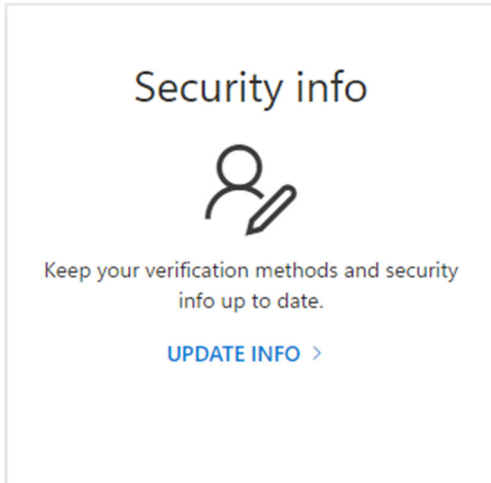 Security info
Keep your verification methods and security
info up to date.
UPDATE INFO >